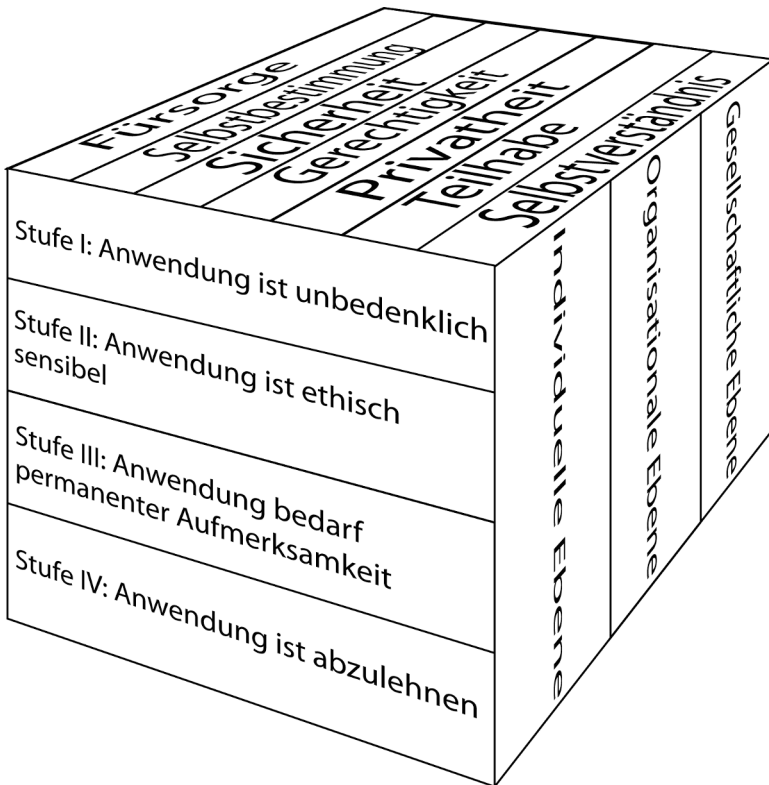 Fürsorge
Selbstbestimmung
Sicherheit
Gerechtigkeit
Privatheit
Teilhabe
Selbstverständnis
Stufe I: Anwendung ist unbedenklich
Stufe II: Anwendung ist ethisch
sensibel
Stufe III: Anwendung bedarf
permanenter Aufmerksamkeit
Stufe IV: Anwendung ist abzulehnen
Individuelle Ebene
Organisationale Ebene
Gesellschaftliche Ebene